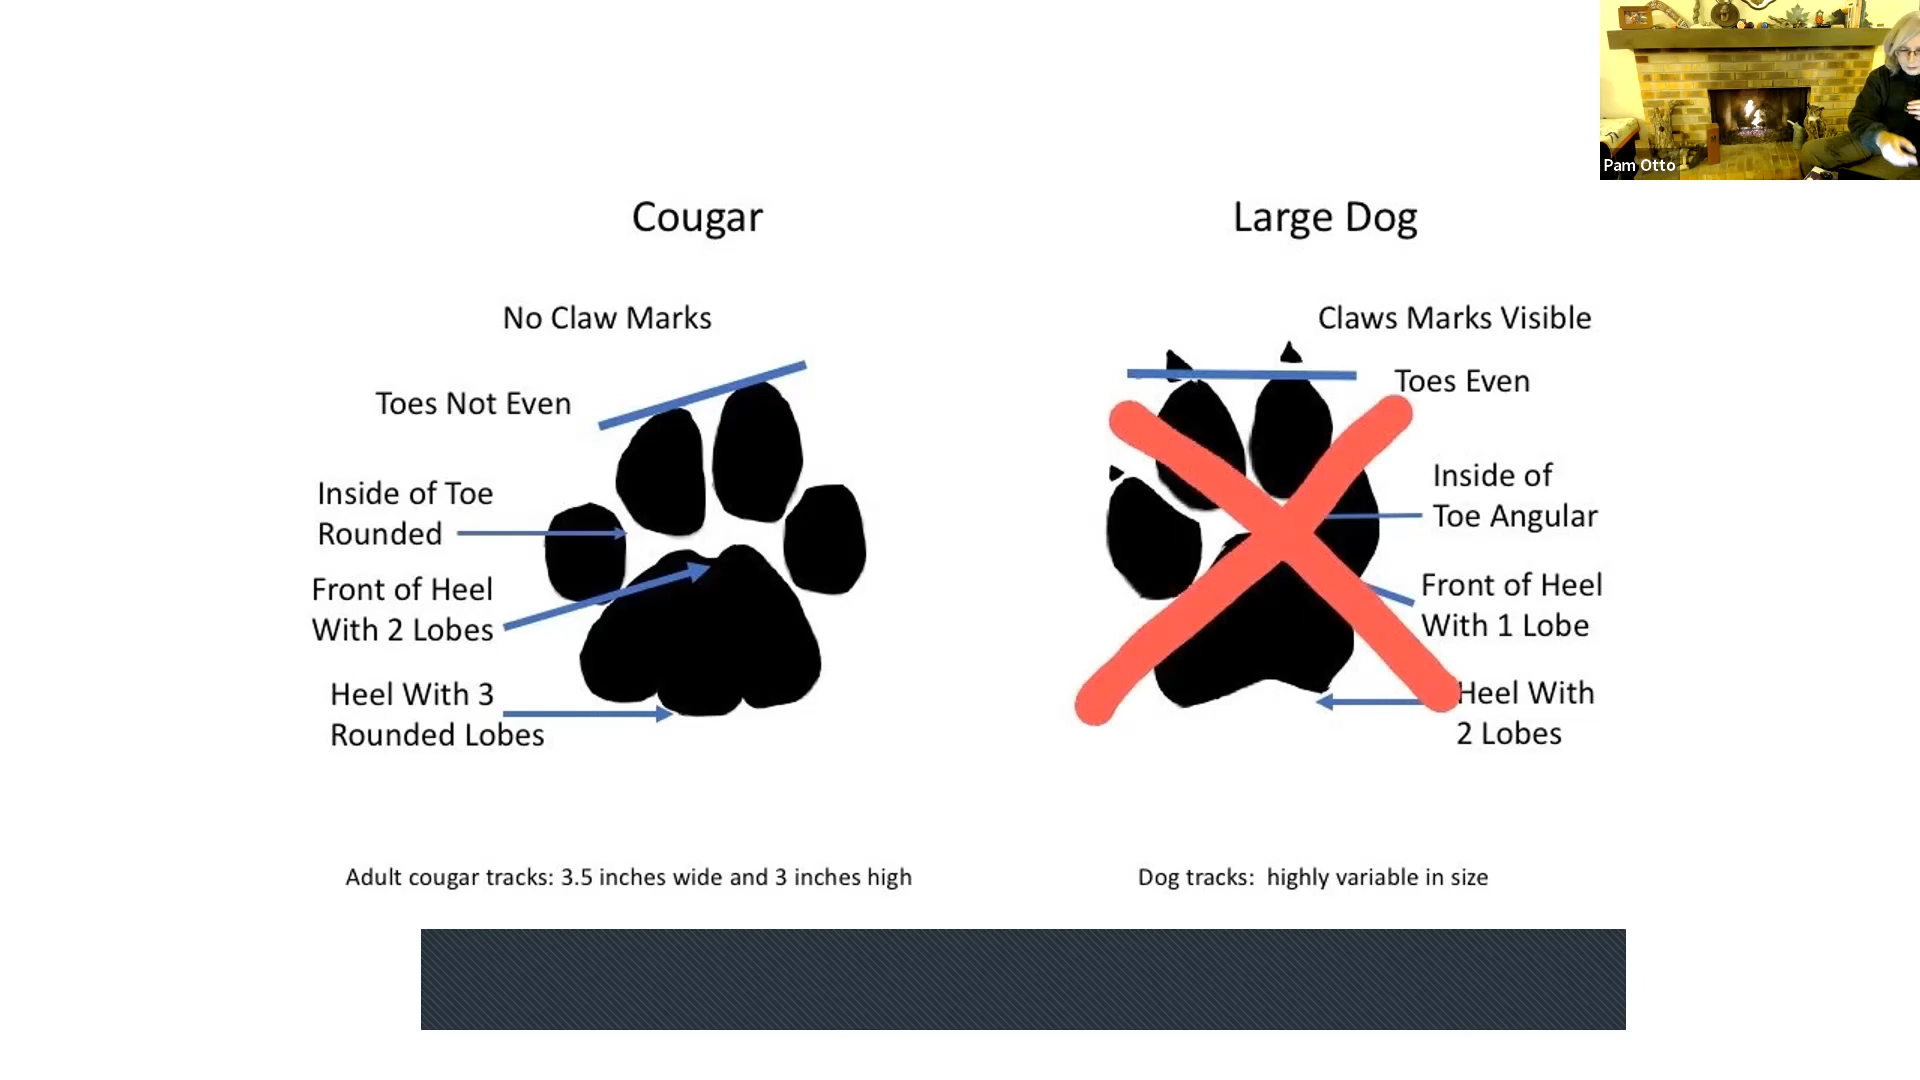 Pam Otto
Cougar
Large Dog
No Claw Marks
Claws Marks Visible
Toes Not Even
Toes Even
Inside of Toe
Rounded
Inside of
Toe Angular
Front of Heel
With 2 Lobes
Front of Heel
With 1 Lobe
Heel With 3
Rounded Lobes
Heel With
2 Lobes
Adult cougar tracks: 3.5 inches wide and 3 inches high
Dog tracks:  highly variable in size